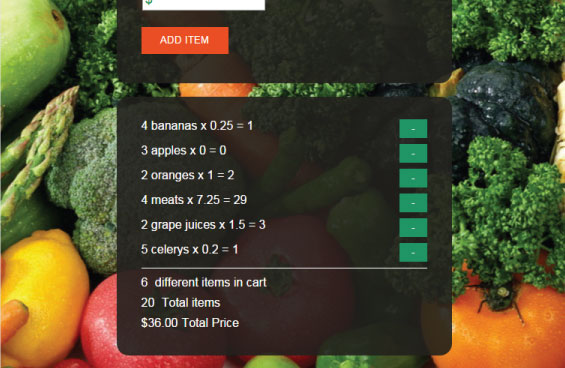 $
ADD ITEM
4 bananas x 0.25 = 1
-
3 apples x 0 = 0
-
2 oranges x 1 = 2
-
4 meats x 7.25 = 29
-
2 grape juices x 1.5 = 3
-
5 celerys x 0.2 = 1
-
6 different items in cart
20 Total items
$36.00 Total Price